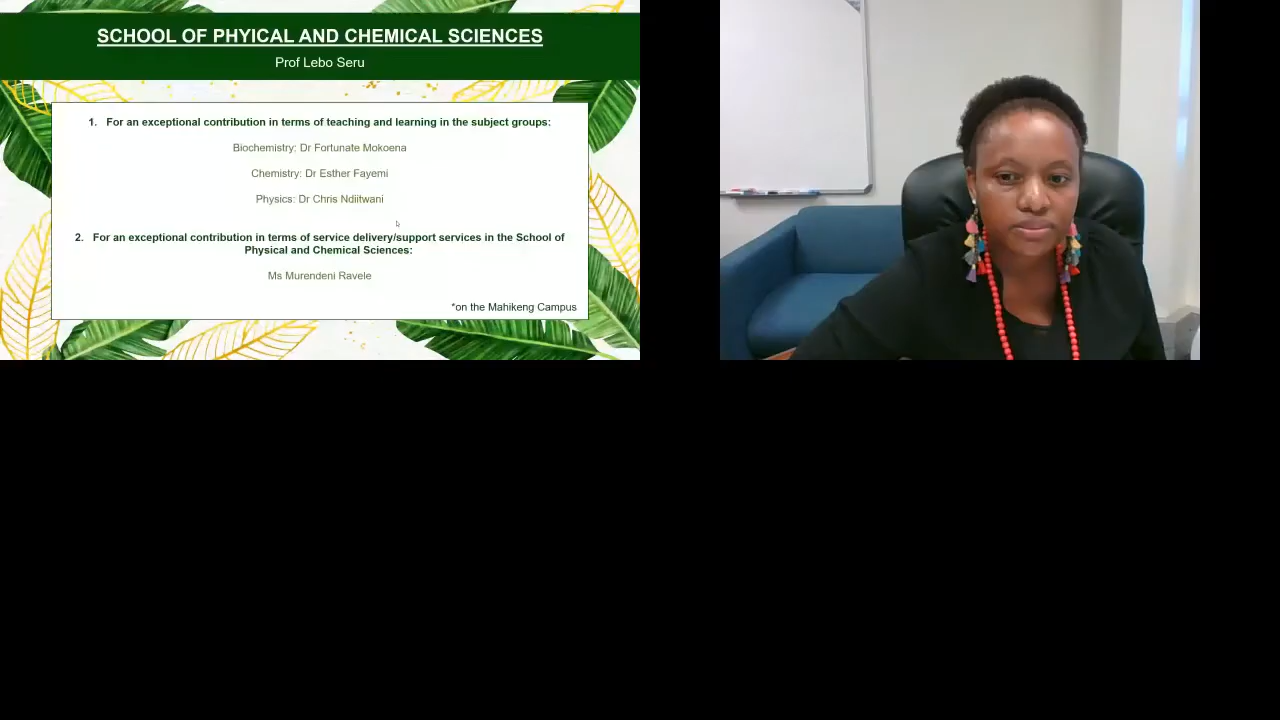 SCHOOL OF PHYICAL AND CHEMICAL SCIENCES
Prof Lebo Seru
1. For an exceptional contribution in terms of teaching and learning in the subject groups:
Biochemistry: Dr Fortunate Mokoena
Chemistry: Dr Esther Fayemi
Physics: Dr Chris Ndiitwani
2. For an exceptional contribution in terms of service delivery/support services in the School of
Physical and Chemical Sciences:
Ms Murendeni Ravele
*on the Mahikeng Campus